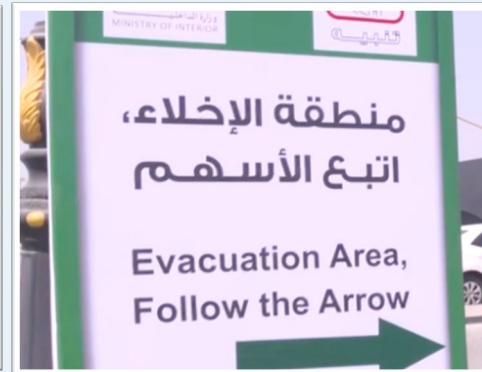 وزارة الداخلية
MINISTRY OF INTERIOR
تنبيه
منطقة الإخلاء،
اتبع الأسهم
Evacuation Area,
Follow the Arrow